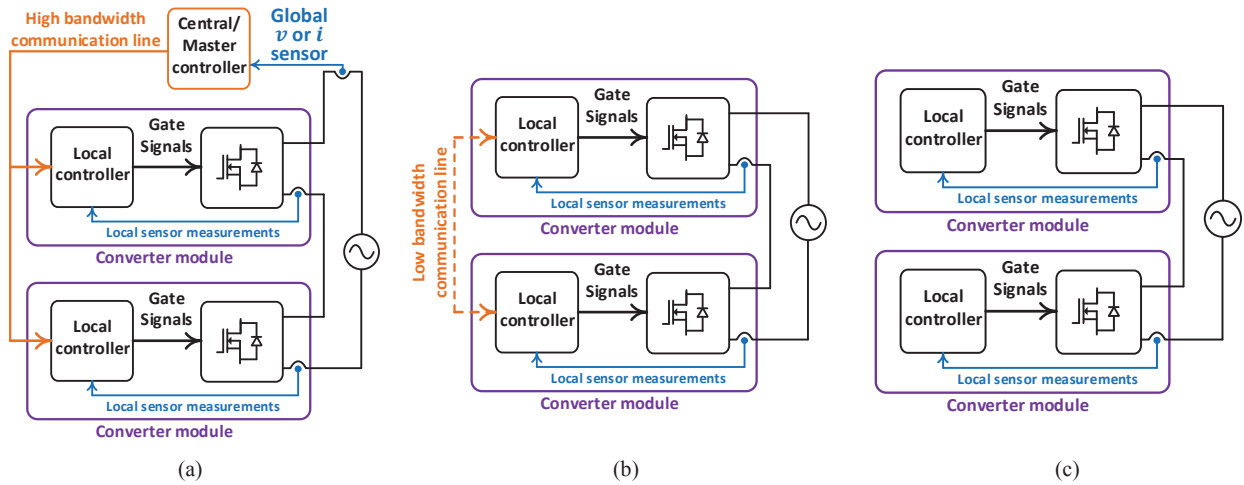 High bandwidth
communication line
Central/
Master
controller
Global
v or i
sensor
Local
controller
Gate
Signals
Local sensor measurements
Converter module
Local
controller
Gate
Signals
Local sensor measurements
Converter module
(a)
Low bandwidth
communication line
Local
controller
Gate
Signals
Local sensor measurements
Converter module
Local
controller
Gate
Signals
Local sensor measurements
Converter module
(b)
Local
controller
Gate
Signals
Local sensor measurements
Converter module
Local
controller
Gate
Signals
Local sensor measurements
Converter module
(c)